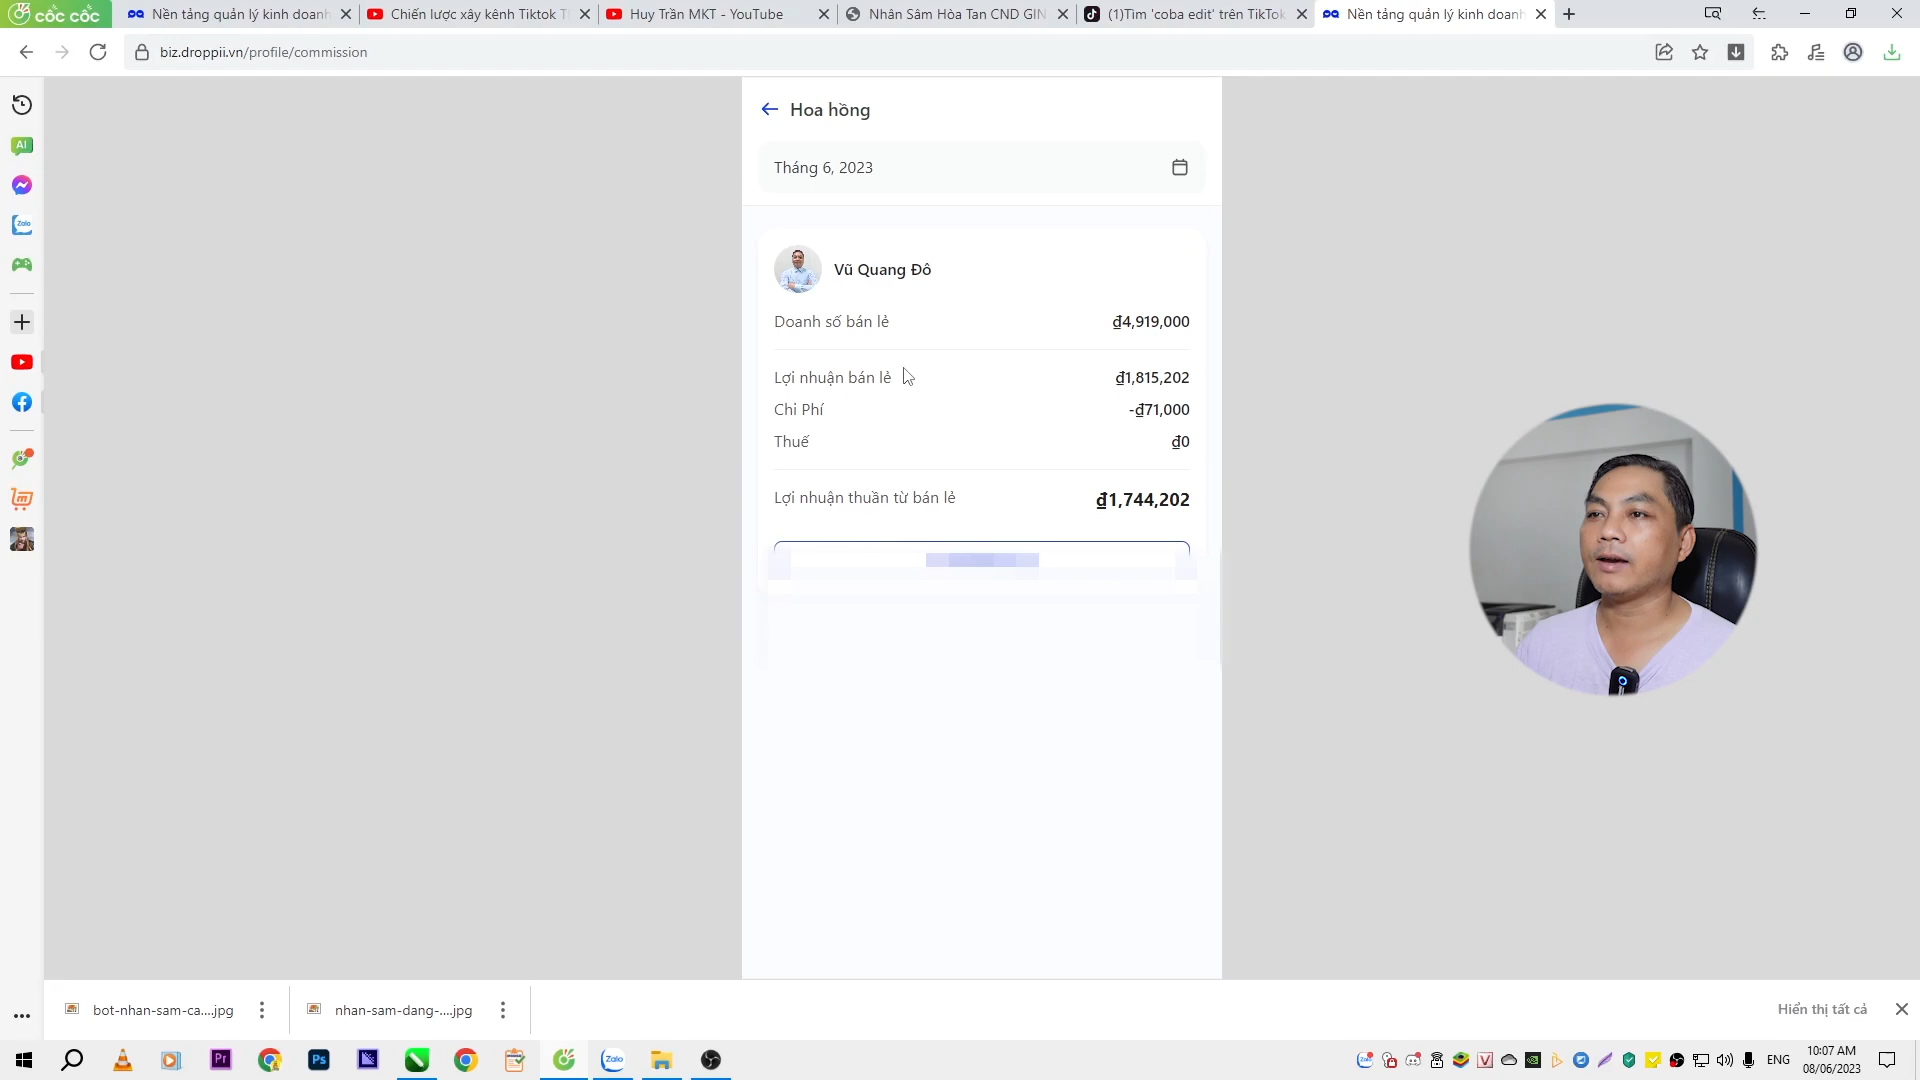 cốc cốc
Nền tảng quản lý kinh doanh
Chiến lược xây kênh Tiktok T
Huy Trần MKT - YouTube
Nhân Sâm Hòa Tan CND GIN
(1)Tìm 'coba edit' trên TikTok
Nền tảng quản lý kinh doanh
biz.droppii.vn/profile/commission
AI
Zalo
Hoa hồng
Tháng 6, 2023
Vũ Quang Đô
Doanh số bán lẻ ₫4,919,000
Lợi nhuận bán lẻ ₫1,815,202
Chi Phí -₫71,000
Thuế ₫0
Lợi nhuận thuần từ bán lẻ ₫1,744,202
bot-nhan-sam-ca....jpg
nhan-sam-dang-....jpg
Hiển thị tất cả
Pr
Ps
Zalo
ENG
10:07 AM
08/06/2023